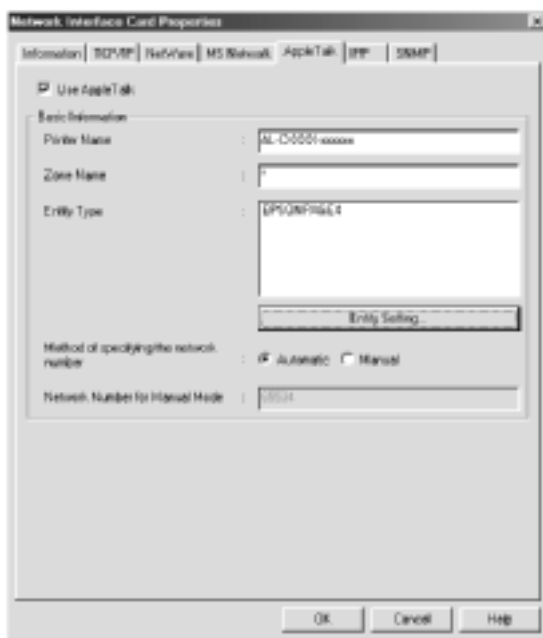 Network Interface Card Properties
Information TCP/IP NetWare MS Network AppleTalk IPP SNMP
Use AppleTalk
Basic Information
Printer Name :
Zone Name : *
Entity Type :
Entity Setting...
Method of specifying the network number : Automatic Manual
Network Number for Manual Mode :
OK Cancel Help